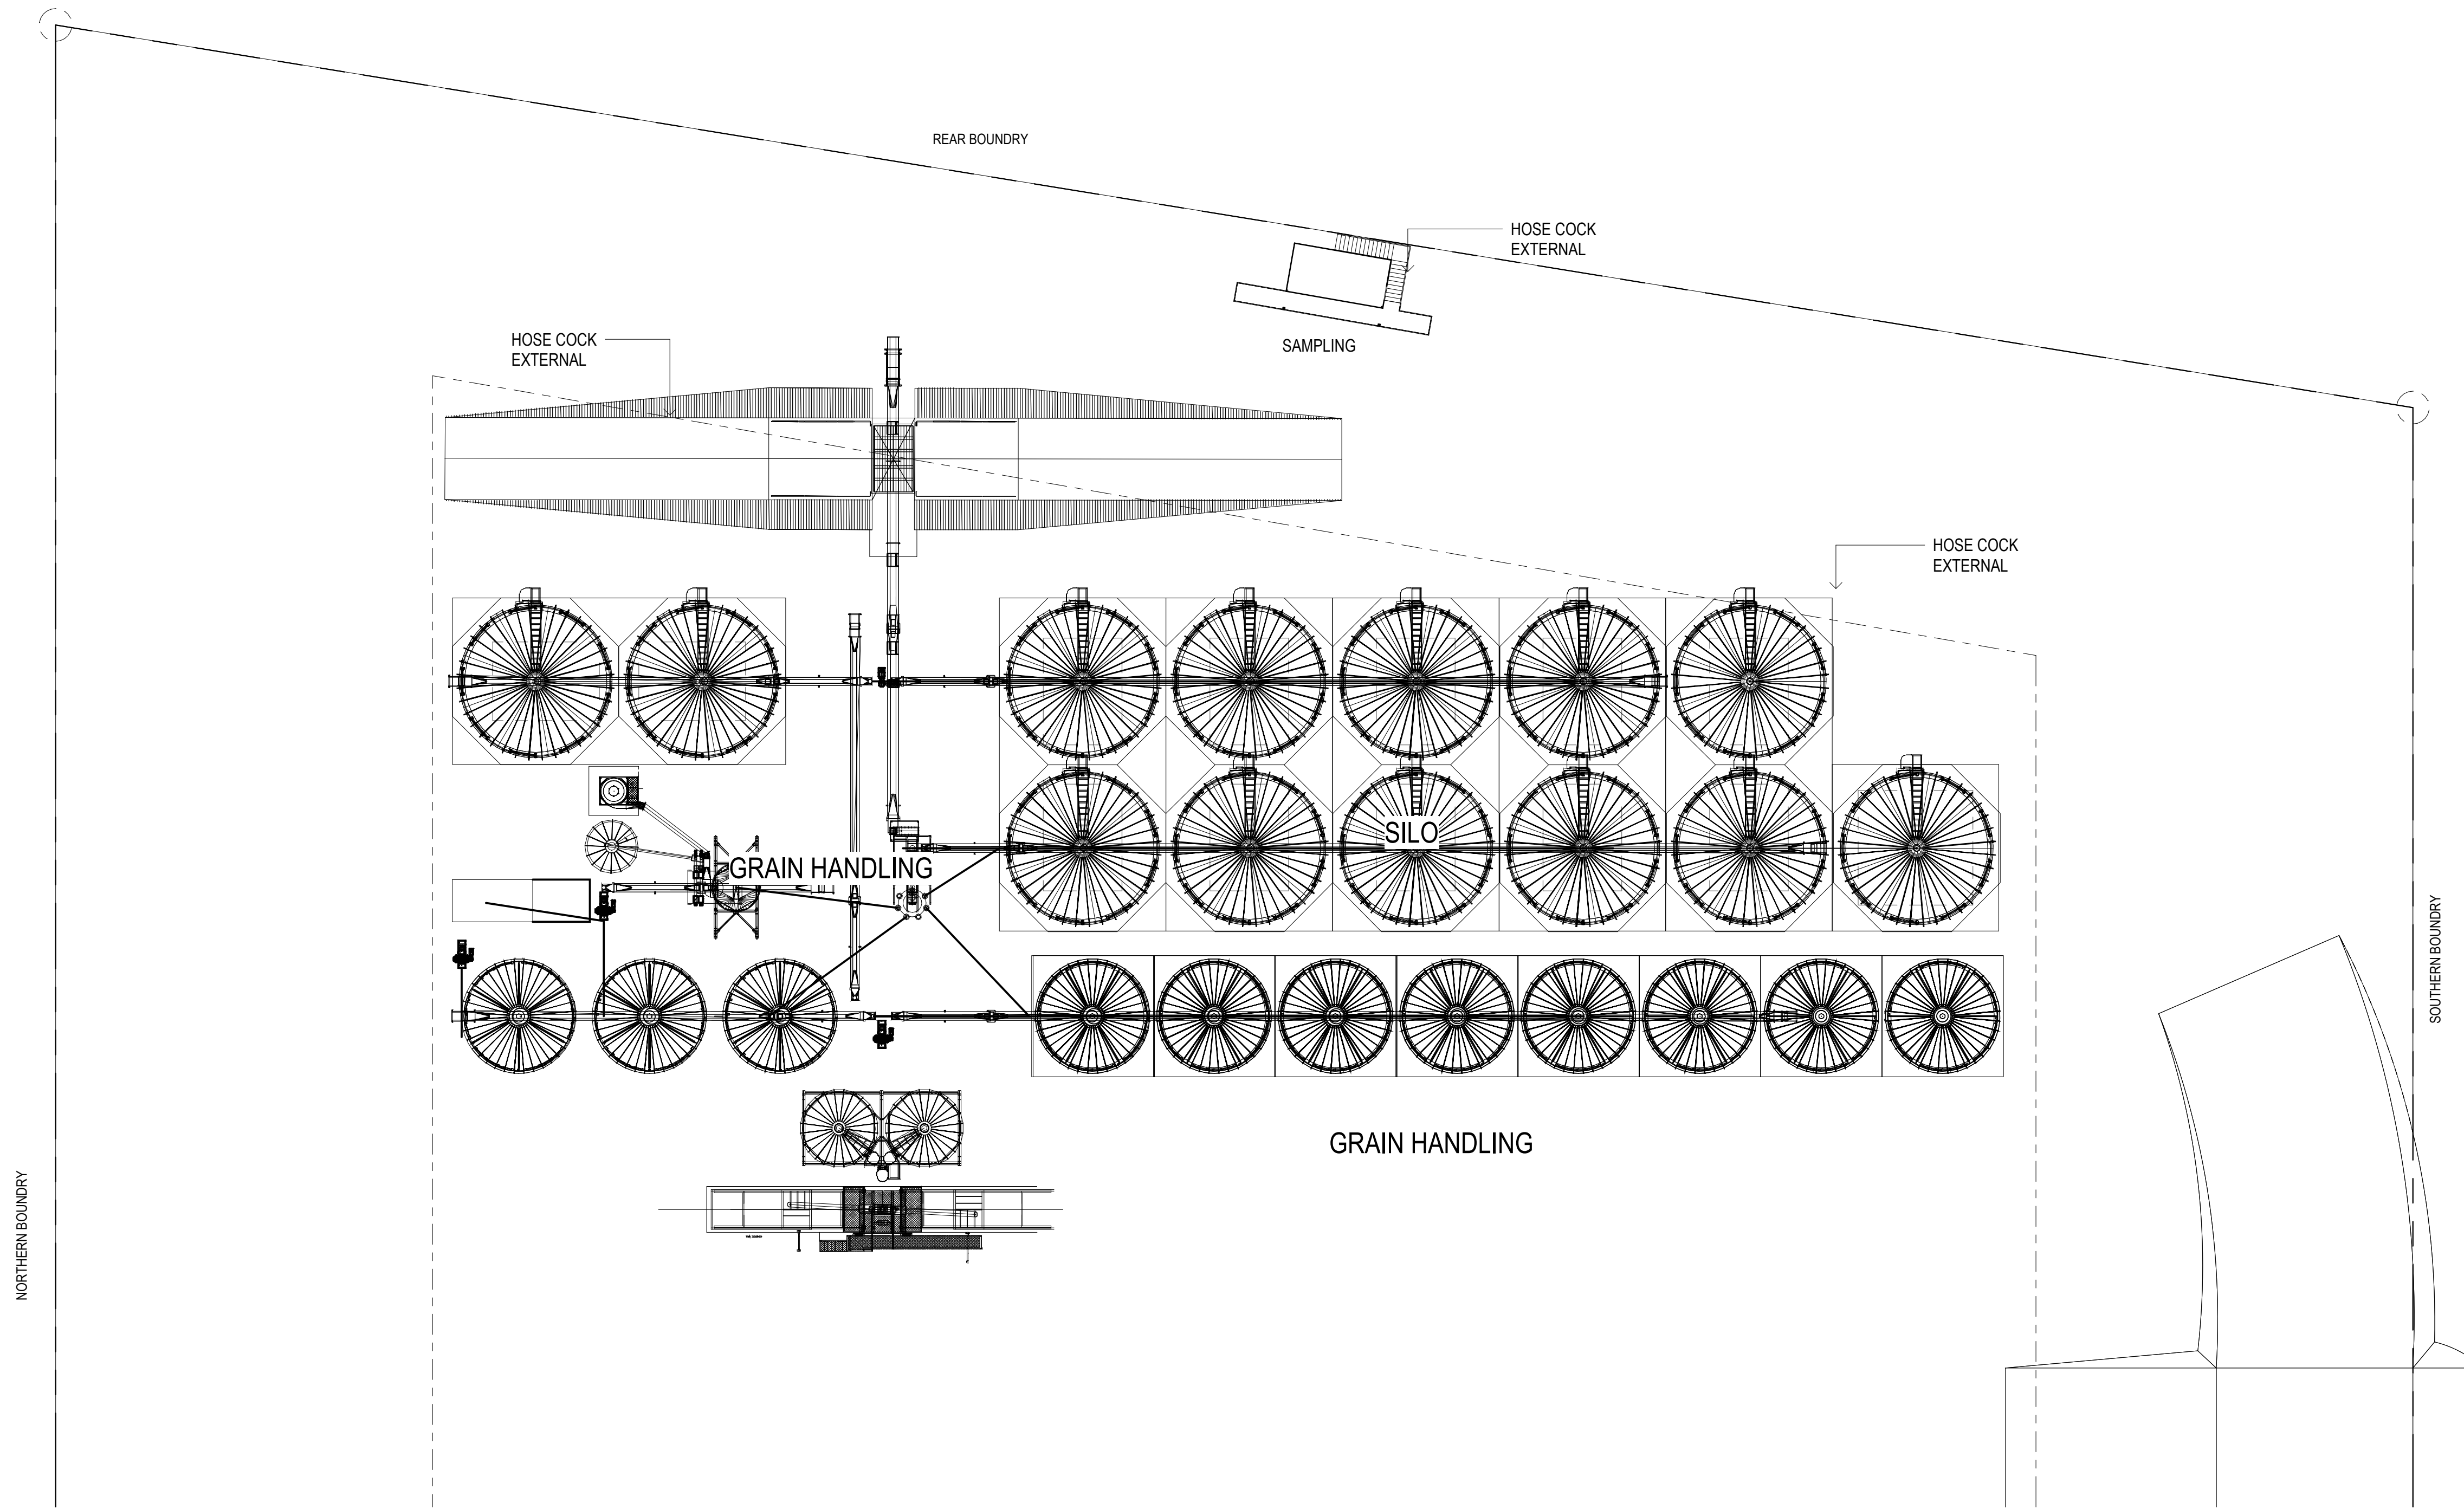 REAR BOUNDRY
HOSE COCK
EXTERNAL
HOSE COCK
EXTERNAL
SAMPLING
HOSE COCK
EXTERNAL
SILO
GRAIN HANDLING
SOUTHERN BOUNDRY
GRAIN HANDLING
NORTHERN BOUNDRY